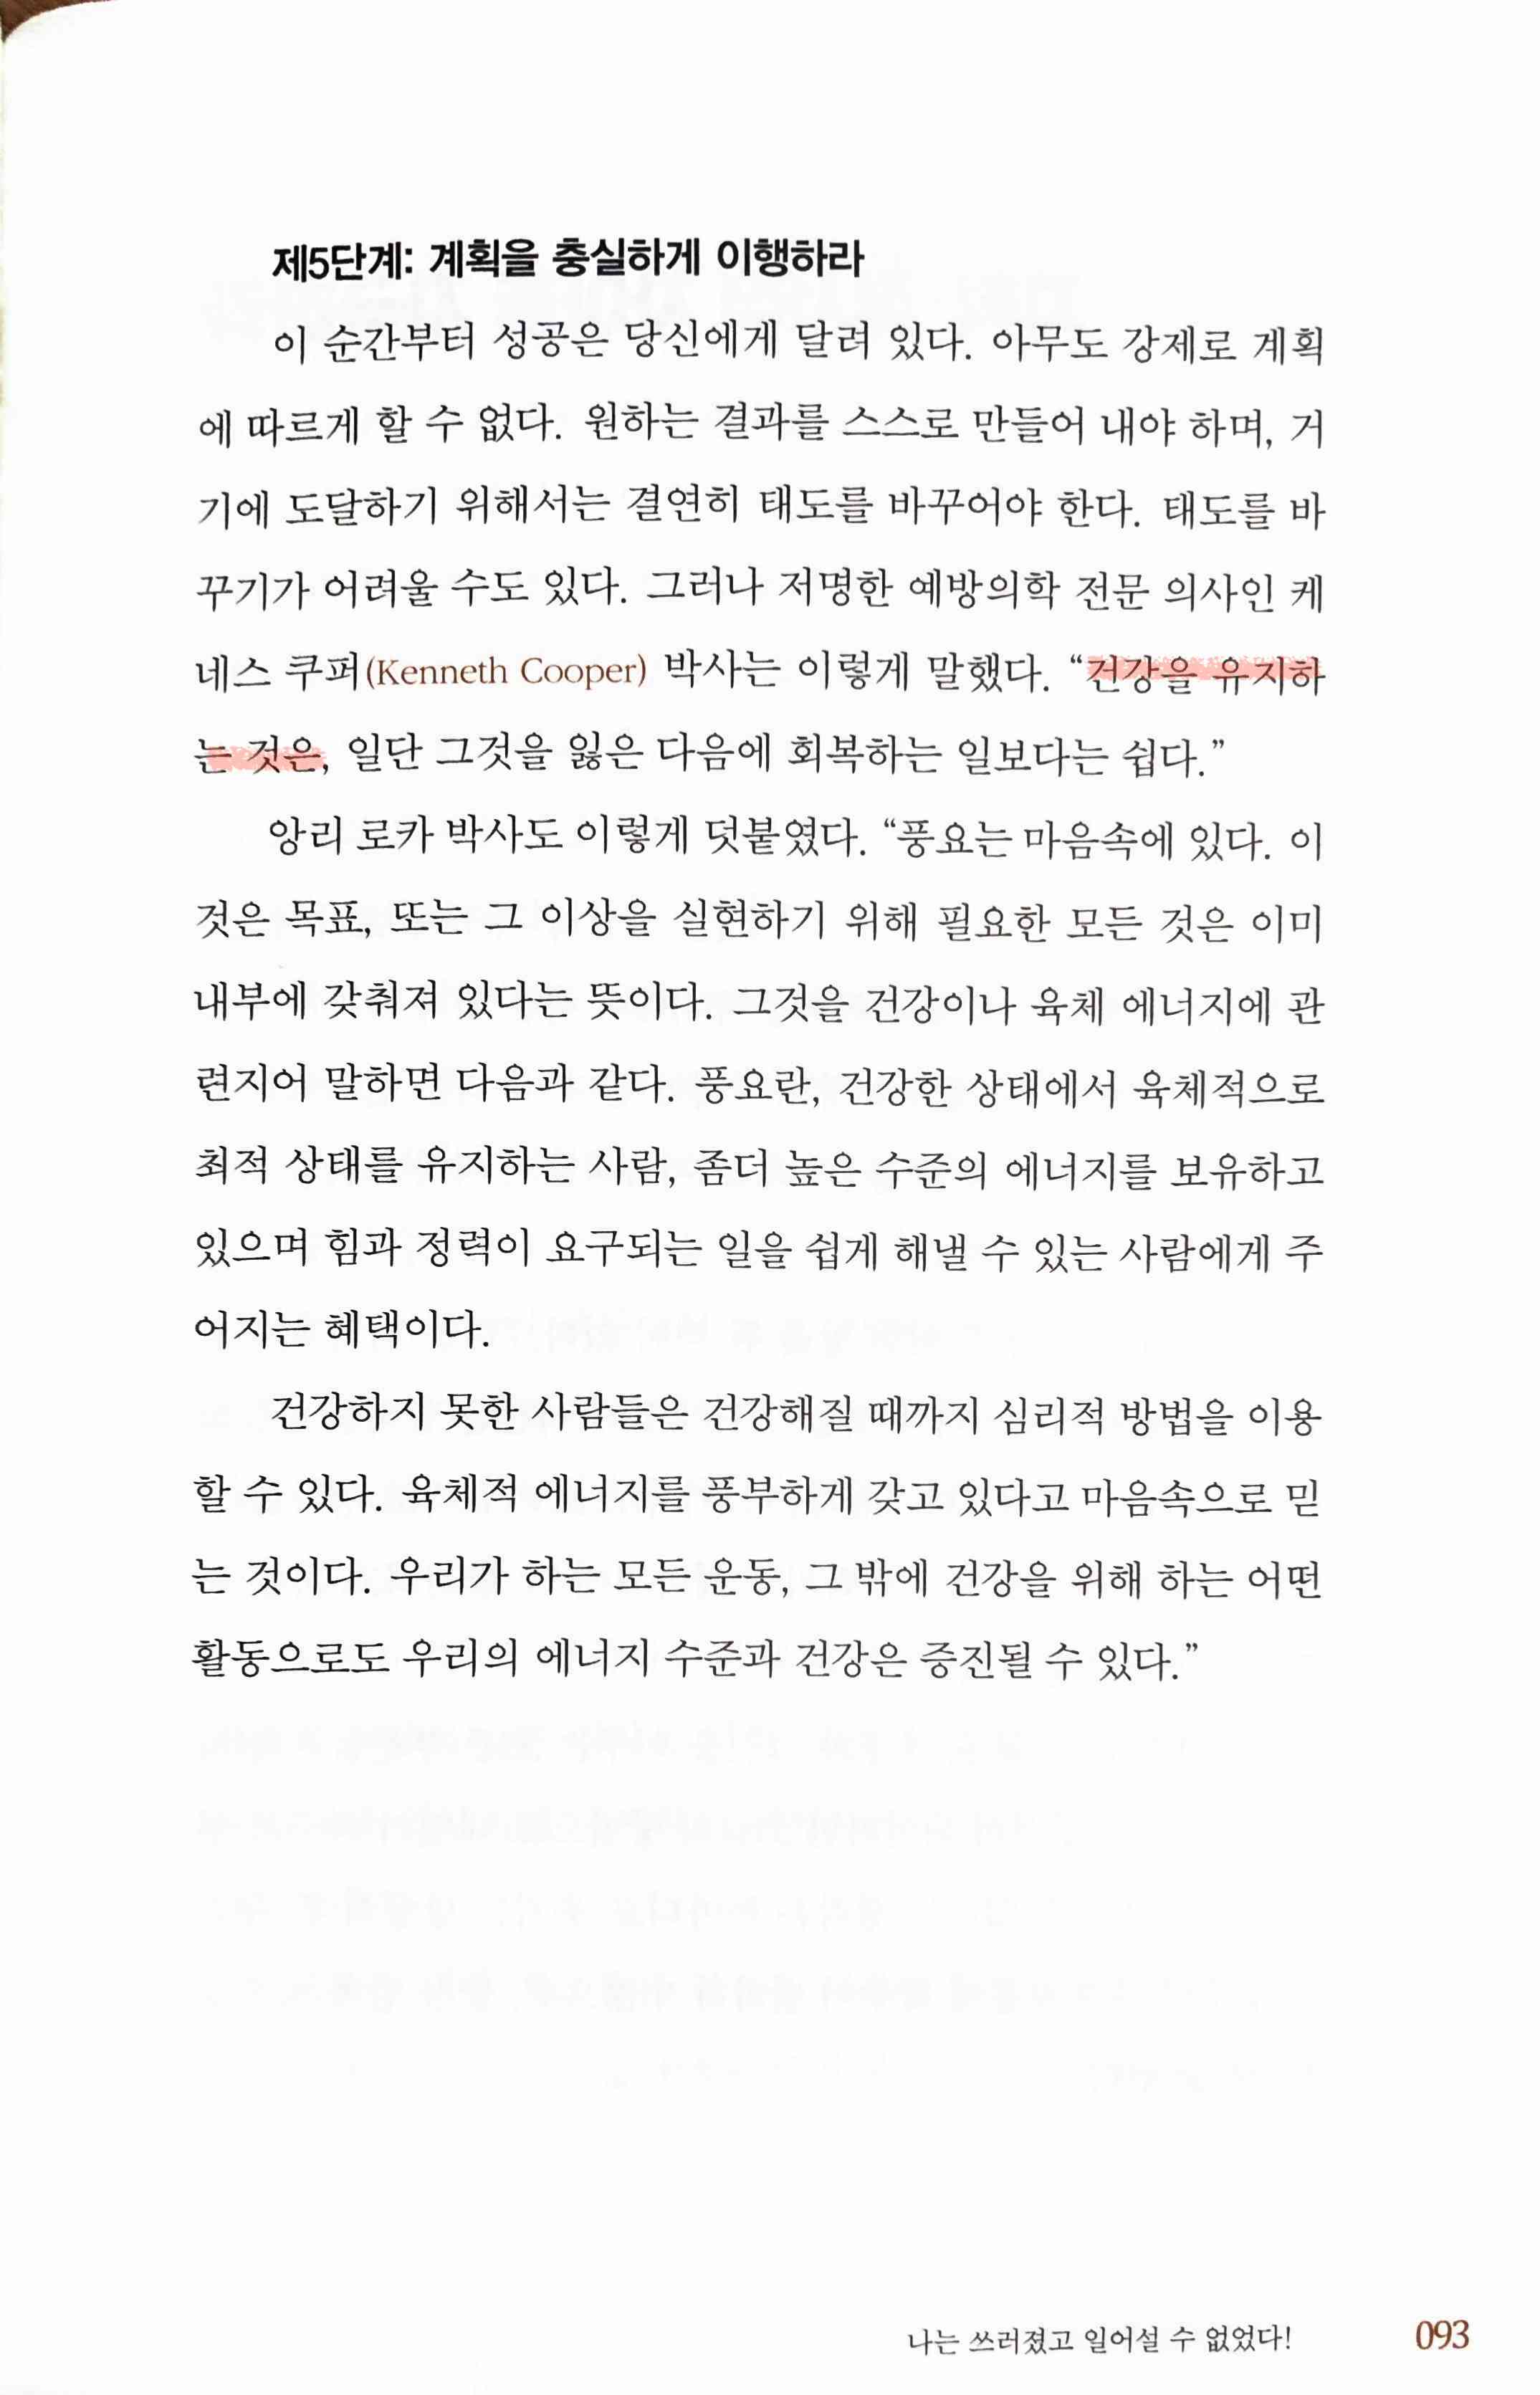 제5단계: 계획을 충실하게 이행하라
이 순간부터 성공은 당신에게 달려 있다. 아무도 강제로 계획
에 따르게 할 수 없다. 원하는 결과를 스스로 만들어 내야 하며, 거
기에 도달하기 위해서는 결연히 태도를 바꾸어야 한다. 태도를 바
꾸기가 어려울 수도 있다. 그러나 저명한 예방의학 전문 의사인 케
네스 쿠퍼(Kenneth Cooper) 박사는 이렇게 말했다. “건강을 유지하
는 것은, 일단 그것을 잃은 다음에 회복하는 일보다는 쉽다.”
앙리 로카 박사도 이렇게 덧붙였다. “풍요는 마음속에 있다. 이
것은 목표, 또는 그 이상을 실현하기 위해 필요한 모든 것은 이미
내부에 갖춰져 있다는 뜻이다. 그것을 건강이나 육체 에너지에 관
련지어 말하면 다음과 같다. 풍요란, 건강한 상태에서 육체적으로
최적 상태를 유지하는 사람, 좀더 높은 수준의 에너지를 보유하고
있으며 힘과 정력이 요구되는 일을 쉽게 해낼 수 있는 사람에게 주
어지는 혜택이다.
건강하지 못한 사람들은 건강해질 때까지 심리적 방법을 이용
할 수 있다. 육체적 에너지를 풍부하게 갖고 있다고 마음속으로 믿
는 것이다. 우리가 하는 모든 운동, 그 밖에 건강을 위해 하는 어떤
활동으로도 우리의 에너지 수준과 건강은 증진될 수 있다.”
나는 쓰러졌고 일어설 수 없었다! 093